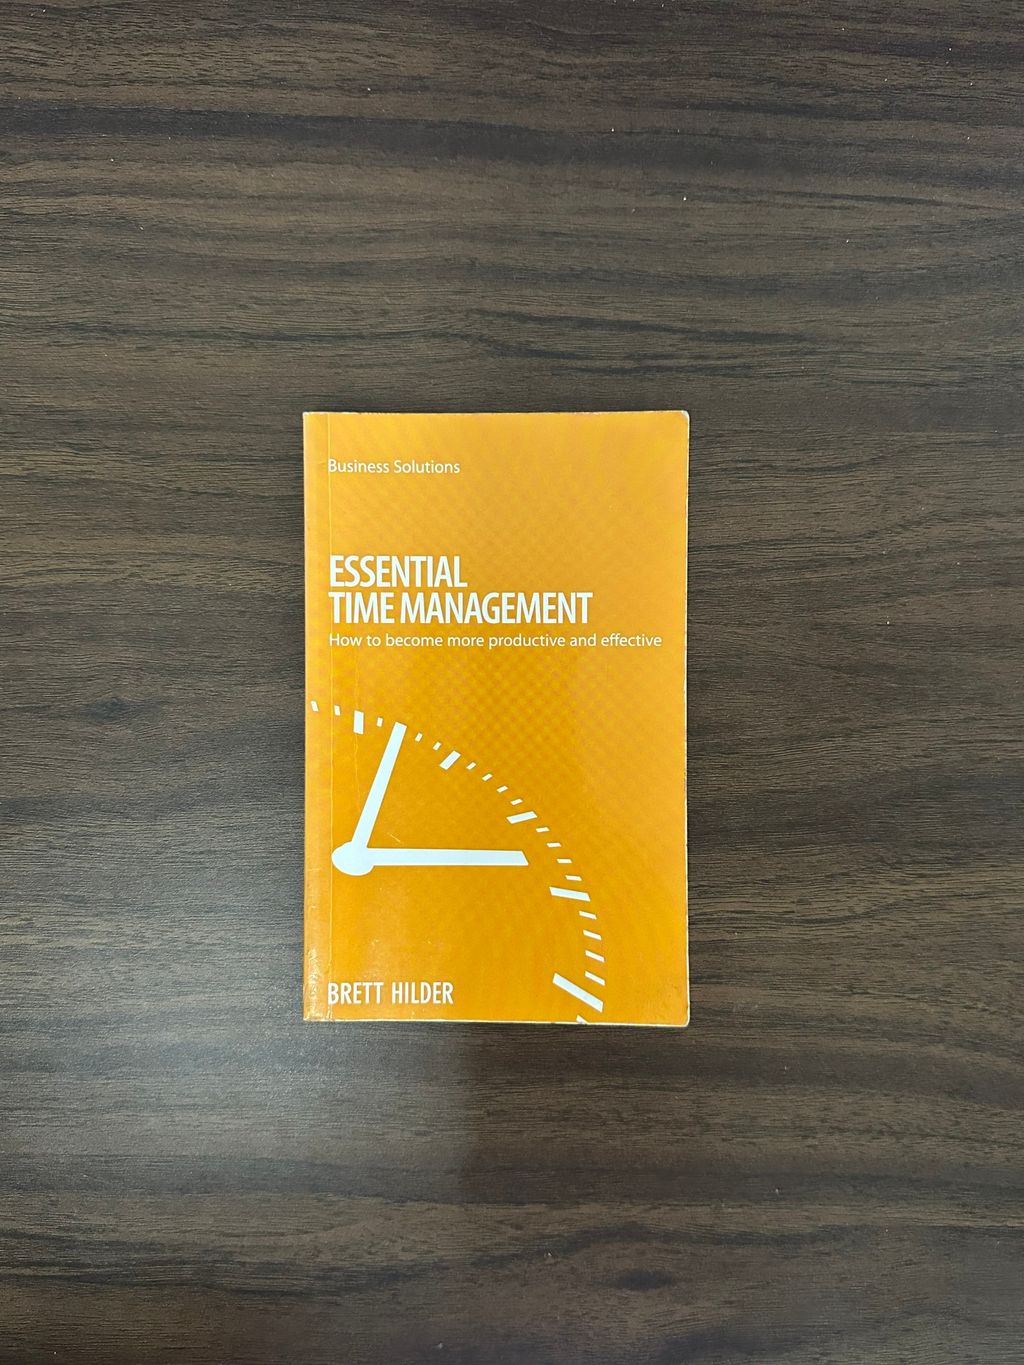 Business Solutions
ESSENTIAL
TIME MANAGEMENT
How to become more productive and effective
BRETT HILDER